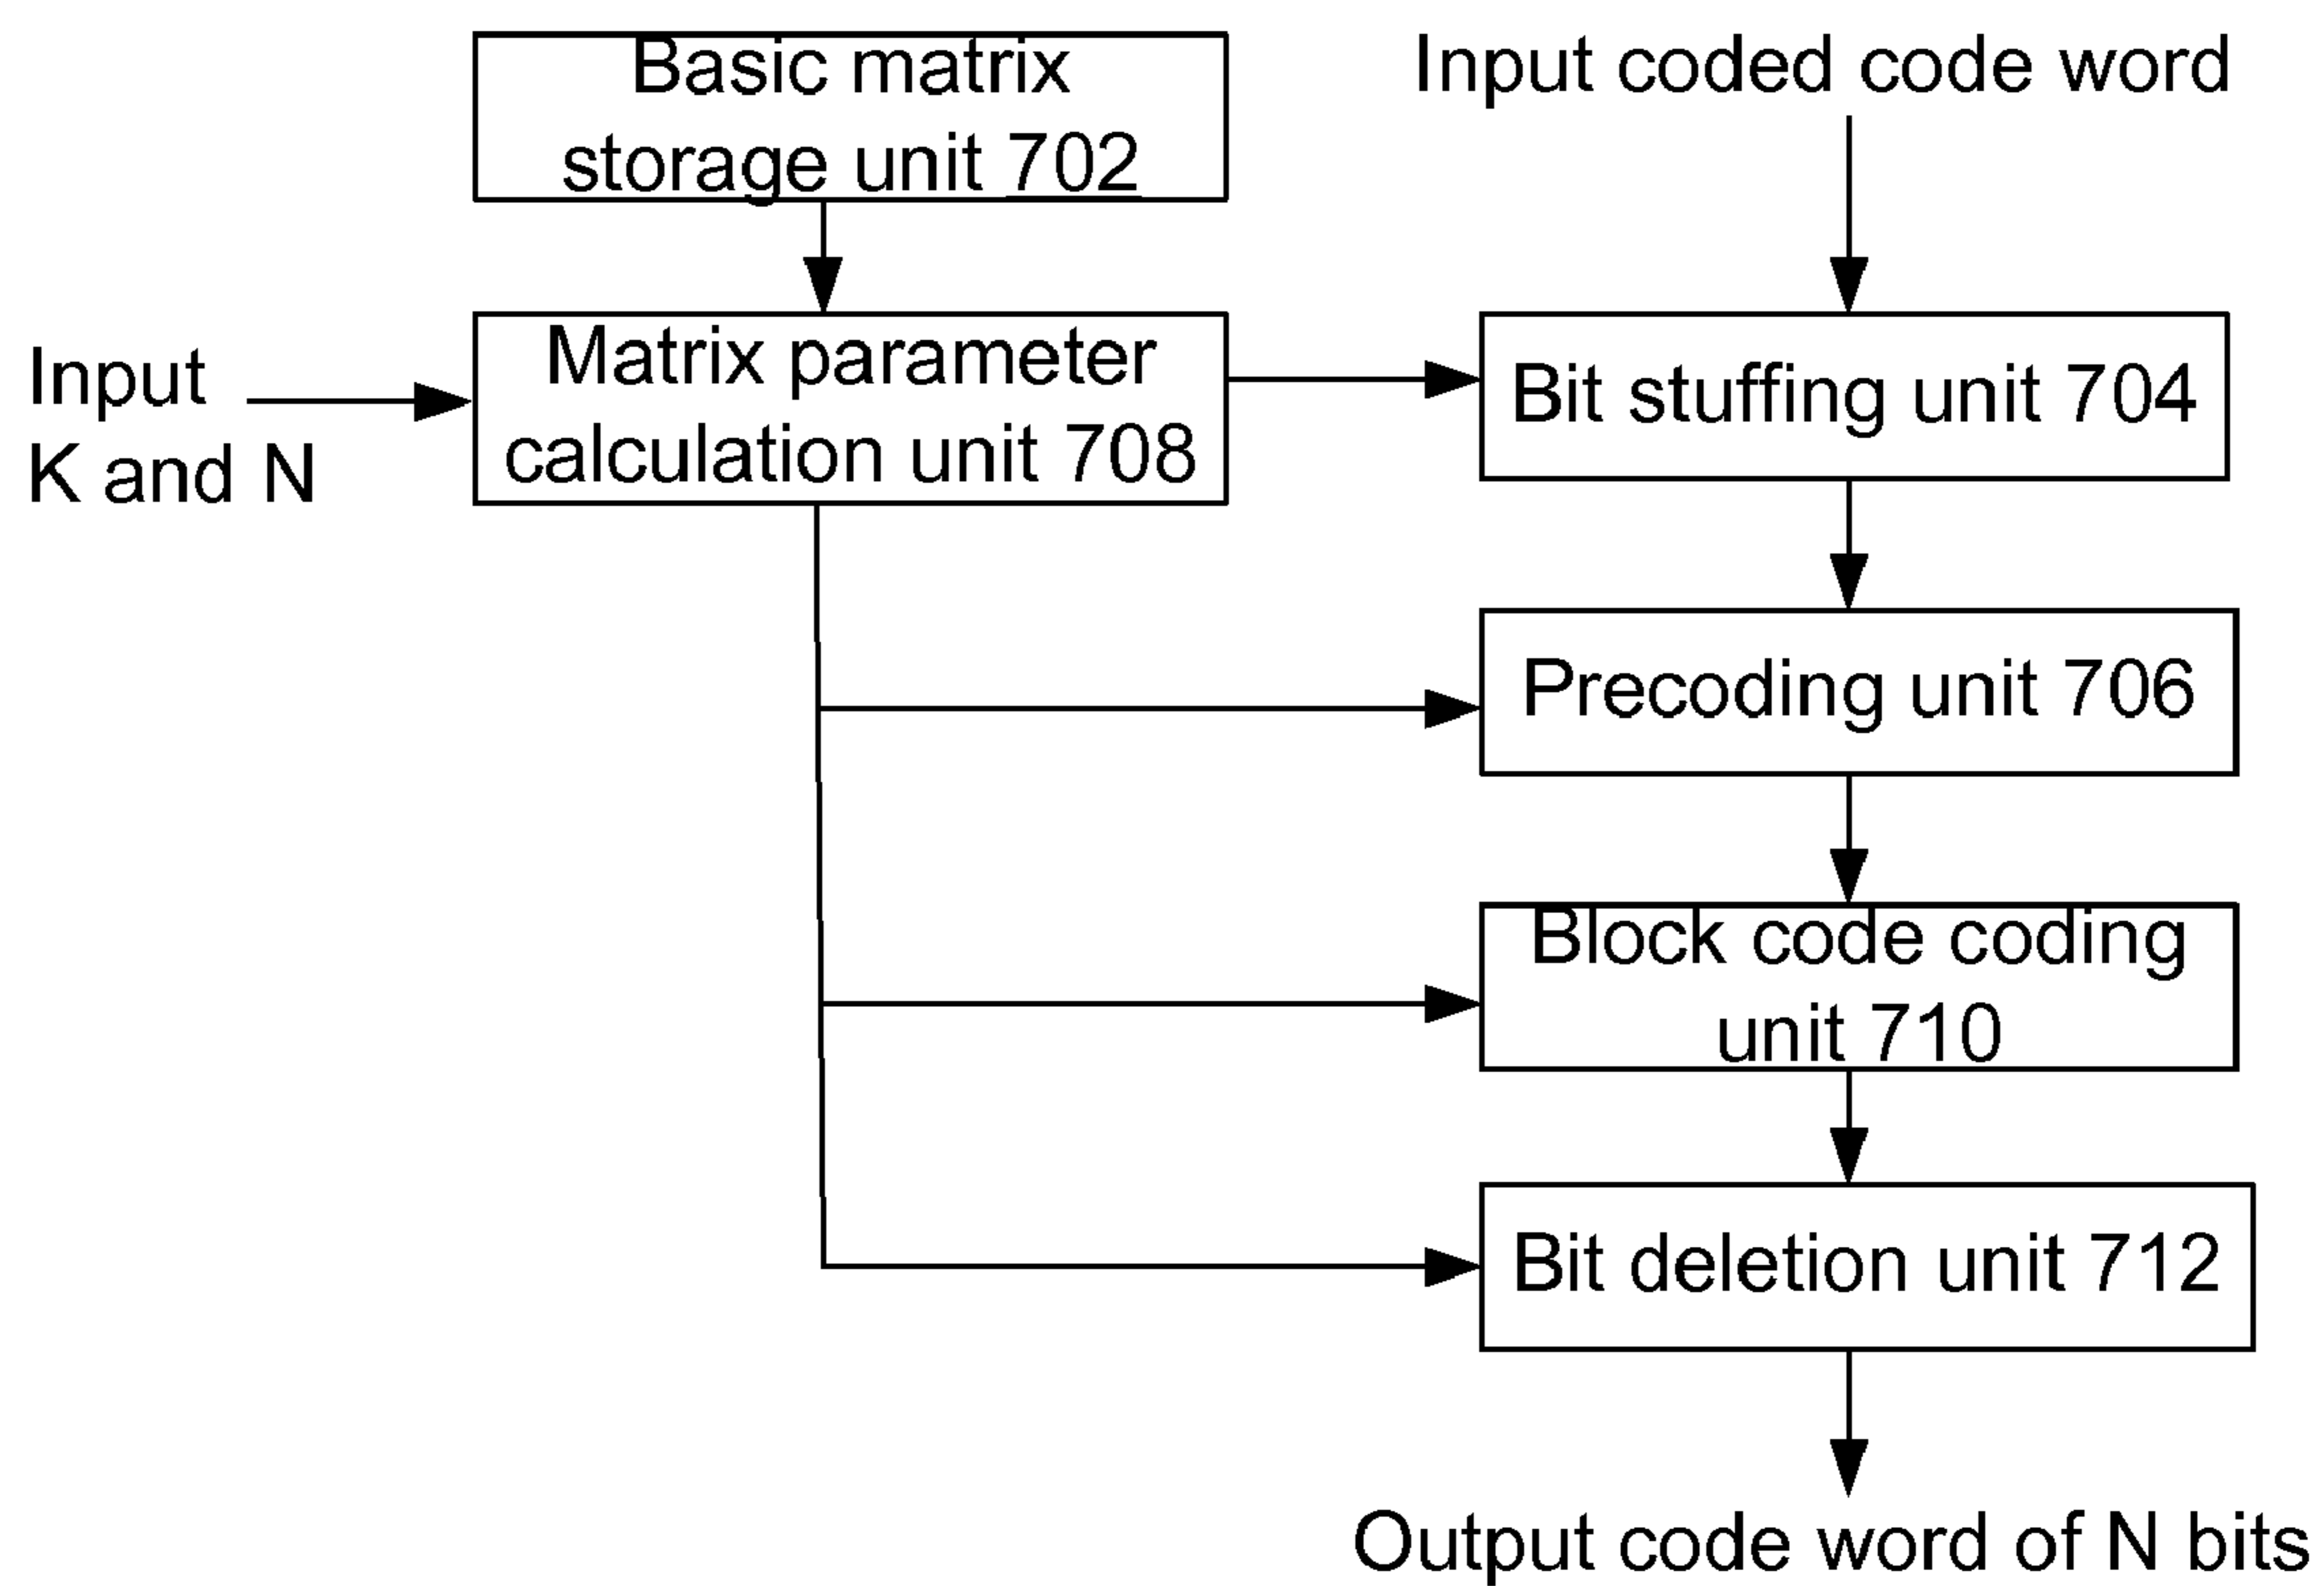 Basic matrix
storage unit 702
Input coded code word
Input
K and N
Matrix parameter
calculation unit 708
Bit stuffing unit 704
Precoding unit 706
Block code coding
unit 710
Bit deletion unit 712
Output code word of N bits